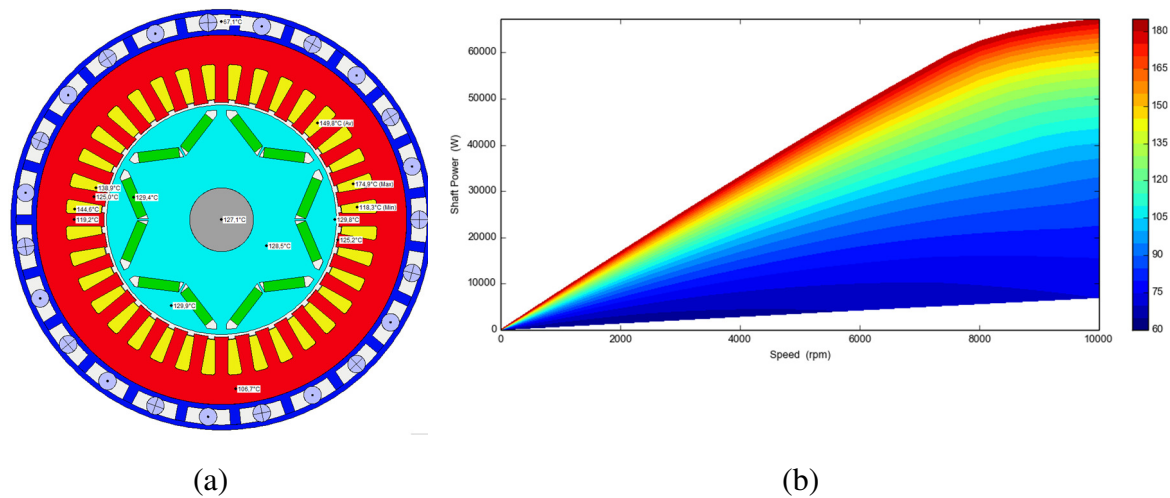 57,1°C
149,8°C (Av)
174,9°C (Max)
138,9°C
125,0°C
129,4°C
144,6°C
118,3°C (Min)
119,2°C
127,1°C
129,8°C
125,2°C
128,5°C
129,9°C
106,7°C
(a)
Shaft Power (W)
60000
50000
40000
30000
20000
10000
0
0 2000 4000 6000 8000 10000
Speed (rpm)
180
165
150
135
120
105
90
75
60
(b)